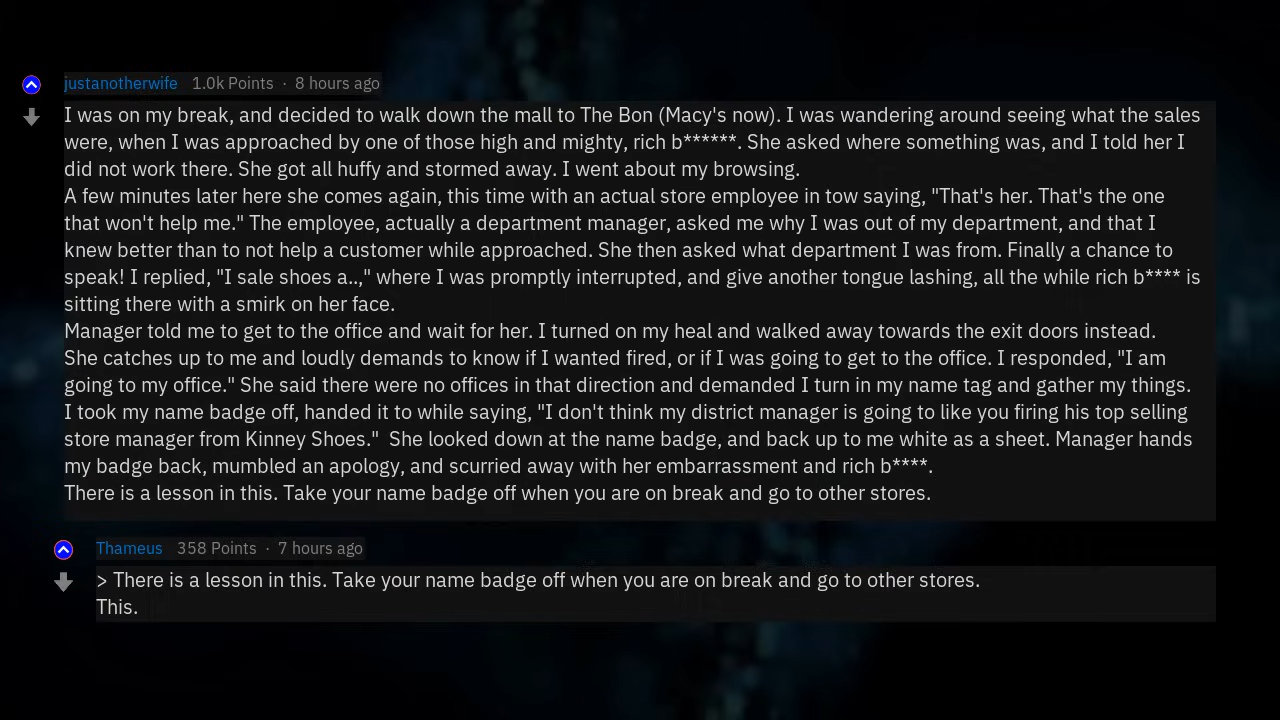 justanotherwife 1.0k Points · 8 hours ago
I was on my break, and decided to walk down the mall to The Bon (Macy's now). I was wandering around seeing what the sales
were, when I was approached by one of those high and mighty, rich b******. She asked where something was, and I told her I
did not work there. She got all huffy and stormed away. I went about my browsing.
A few minutes later here she comes again, this time with an actual store employee in tow saying, "That's her. That's the one
that won't help me." The employee, actually a department manager, asked me why I was out of my department, and that I
knew better than to not help a customer while approached. She then asked what department I was from. Finally a chance to
speak! I replied, "I sale shoes a..," where I was promptly interrupted, and give another tongue lashing, all the while rich b**** is
sitting there with a smirk on her face.
Manager told me to get to the office and wait for her. I turned on my heal and walked away towards the exit doors instead.
She catches up to me and loudly demands to know if I wanted fired, or if I was going to get to the office. I responded, "I am
going to my office." She said there were no offices in that direction and demanded I turn in my name tag and gather my things.
I took my name badge off, handed it to while saying, "I don't think my district manager is going to like you firing his top selling
store manager from Kinney Shoes."  She looked down at the name badge, and back up to me white as a sheet. Manager hands
my badge back, mumbled an apology, and scurried away with her embarrassment and rich b****.
There is a lesson in this. Take your name badge off when you are on break and go to other stores.
Thameus 358 Points · 7 hours ago
> There is a lesson in this. Take your name badge off when you are on break and go to other stores.
This.